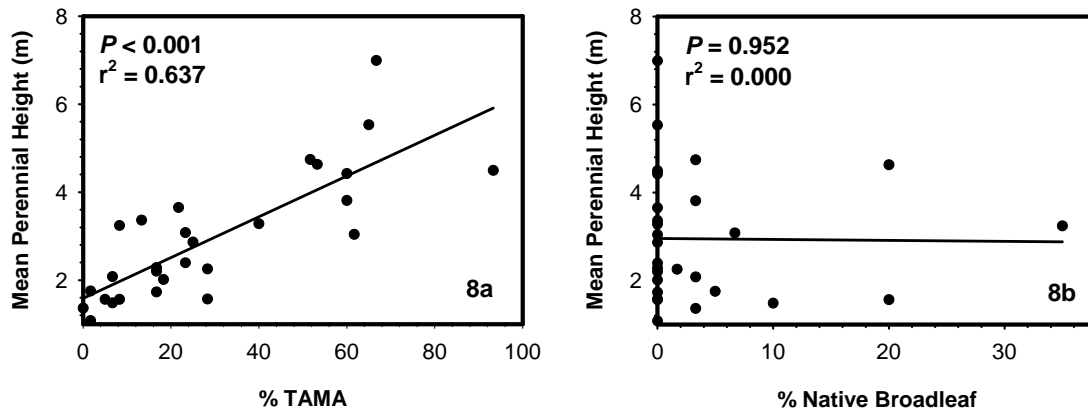 8
6
4
2
Mean Perennial Height (m)
P < 0.001
r² = 0.637
8a
0 20 40 60 80 100
% TAMA
8
6
4
2
Mean Perennial Height (m)
P = 0.952
r² = 0.000
8b
0 10 20 30
% Native Broadleaf